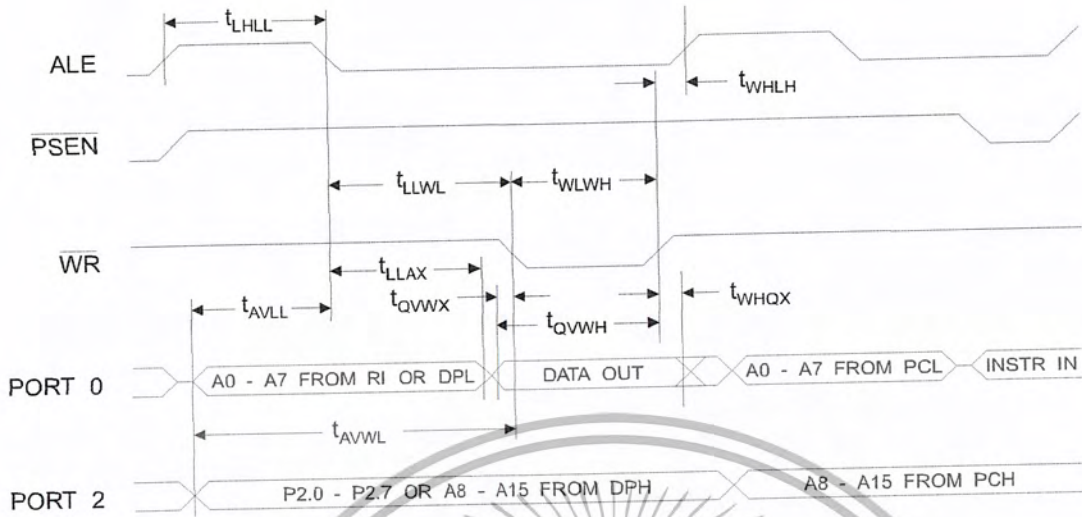 tLHLL
ALE
tWHLH
PSEN
tLLWL
tWLWH
WR
tLLAX
tAVLL
tQVWX
tWHQX
tQVWH
PORT 0
A0 - A7 FROM RI OR DPL
DATA OUT
A0 - A7 FROM PCL
INSTR IN
tAVWL
PORT 2
P2.0 - P2.7 OR A8 - A15 FROM DPH
A8 - A15 FROM PCH